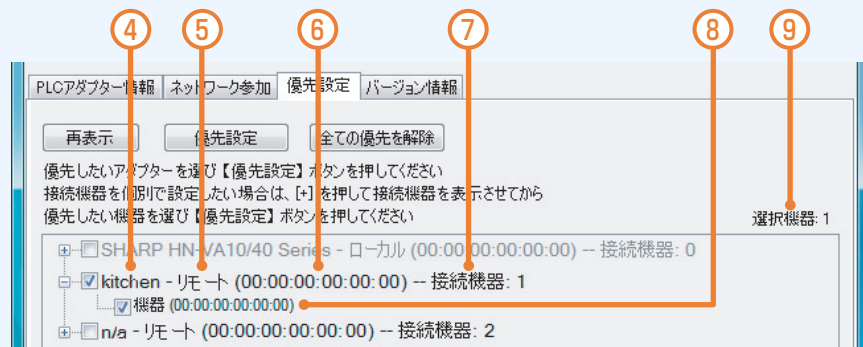 ④ ⑤ ⑥ ⑦ ⑧ ⑨
PLCアダプター情報 ネットワーク参加 優先設定 バージョン情報
再表示 優先設定 全ての優先を解除
優先したいアダプターを選び【優先設定】ボタンを押してください
接続機器を個別で設定したい場合は、[+]を押して接続機器を表示させてから
優先したい機器を選び【優先設定】ボタンを押してください
選択機器: 1
SHARP HN-VA10/40 Series - ローカル (00:00:00:00:00:00) -- 接続機器: 0
kitchen - リモート (00:00:00:00:00:00) -- 接続機器: 1
機器 (00:00:00:00:00:00)
n/a - リモート (00:00:00:00:00:00) -- 接続機器: 2